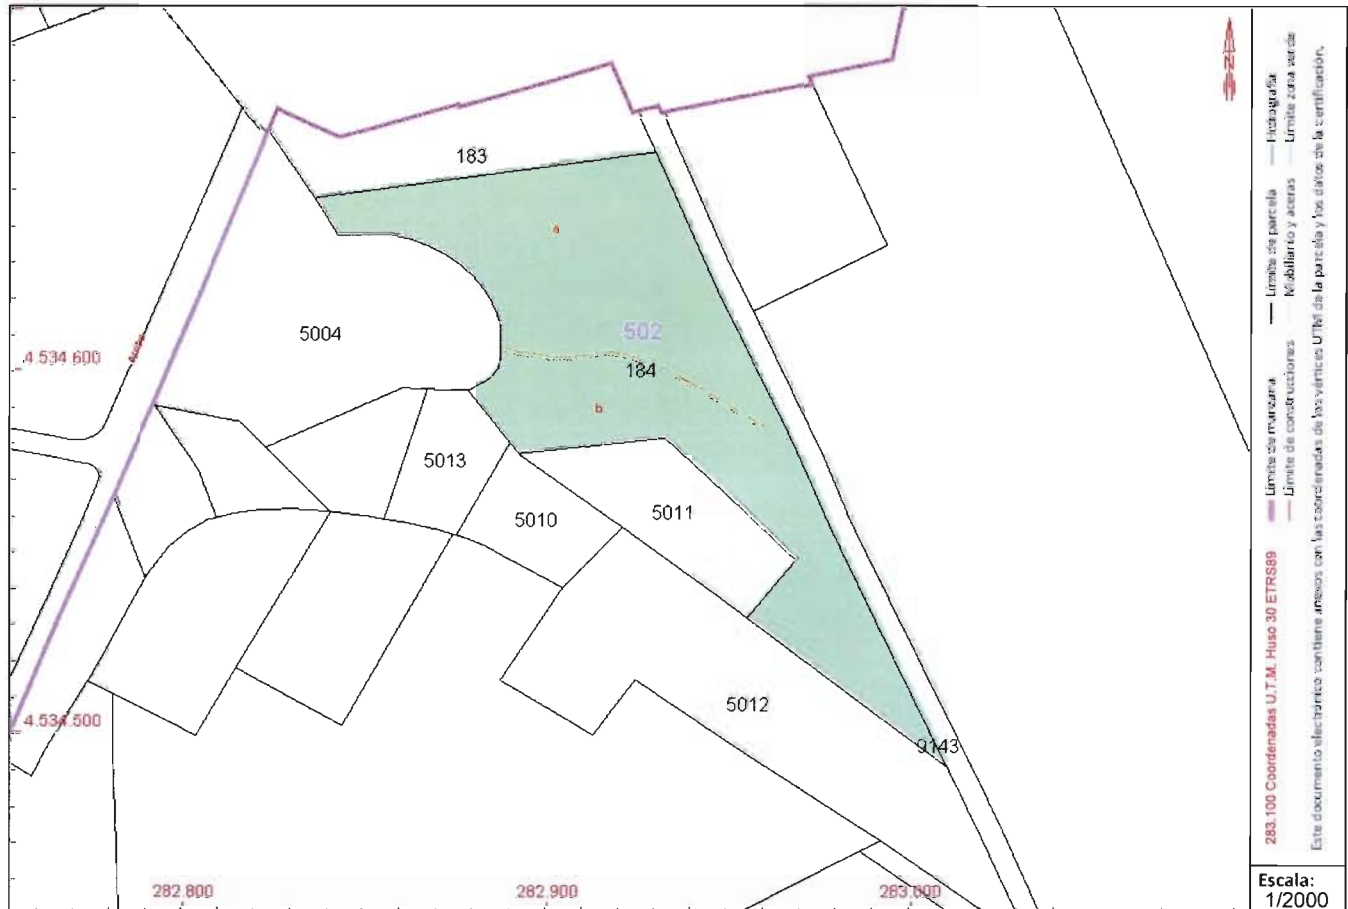 183
a
5004
502
4.534.600
184
b
5013
5010
5011
5012
4.534.500
9143
282.800
282.900
283.000
Hidrografía
Límite zona verde
Límite de parcela
Mobiliario y aceras
Límite de manzana
Límite de construcciones
283.100 Coordenadas U.T.M. Huso 30 ETRS89
Este documento electrónico contiene anexos con las coordenadas de los vértices UTM de la parcela y los datos de la certificación.
Escala:
1/2000